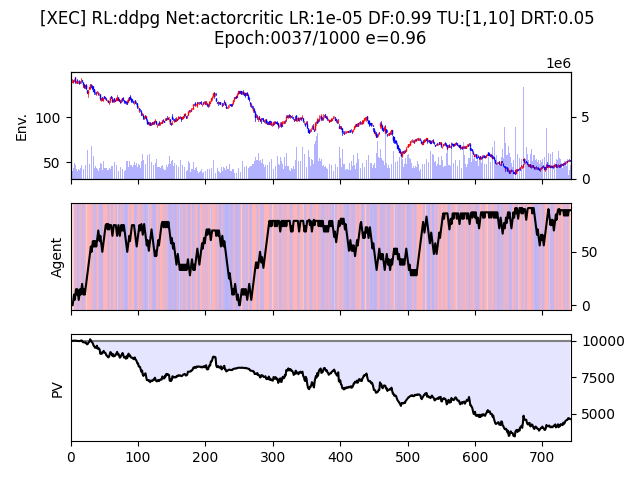 [XEC] RL:ddpg Net:actorcritic LR:1e-05 DF:0.99 TU:[1,10] DRT:0.05
Epoch:0037/1000 e=0.96
1e6
Env.
100
50
5
0
Agent
50
0
PV
10000
7500
5000
0 100 200 300 400 500 600 700